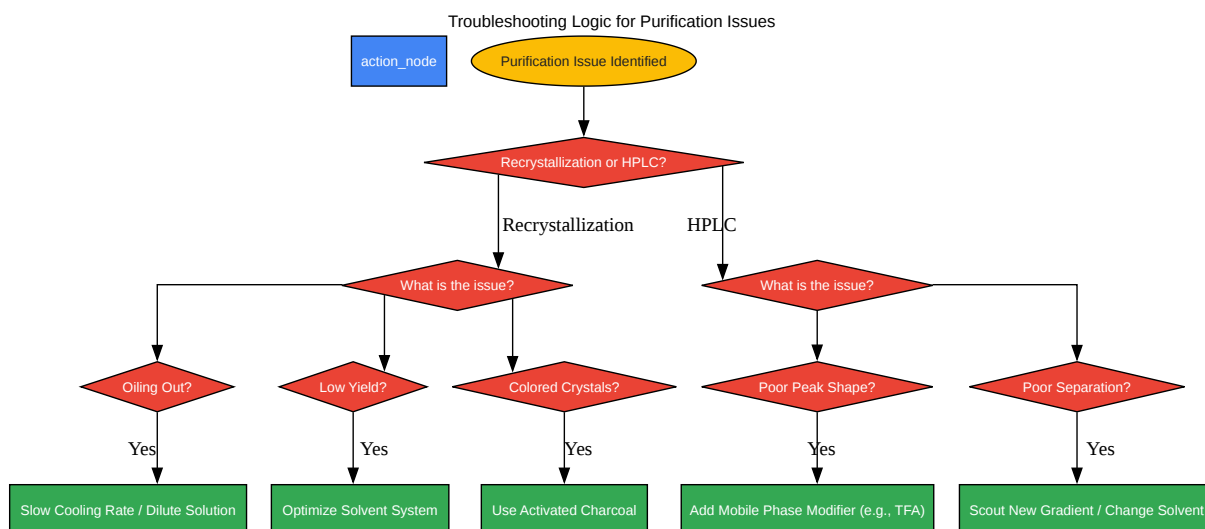 Troubleshooting Logic for Purification Issues
action_node
Purification Issue Identified
Recrystallization or HPLC?
Recrystallization
HPLC
What is the issue?
What is the issue?
Oiling Out?
Low Yield?
Colored Crystals?
Poor Peak Shape?
Poor Separation?
Yes
Yes
Yes
Yes
Yes
Slow Cooling Rate / Dilute Solution
Optimize Solvent System
Use Activated Charcoal
Add Mobile Phase Modifier (e.g., TFA)
Scout New Gradient / Change Solvent